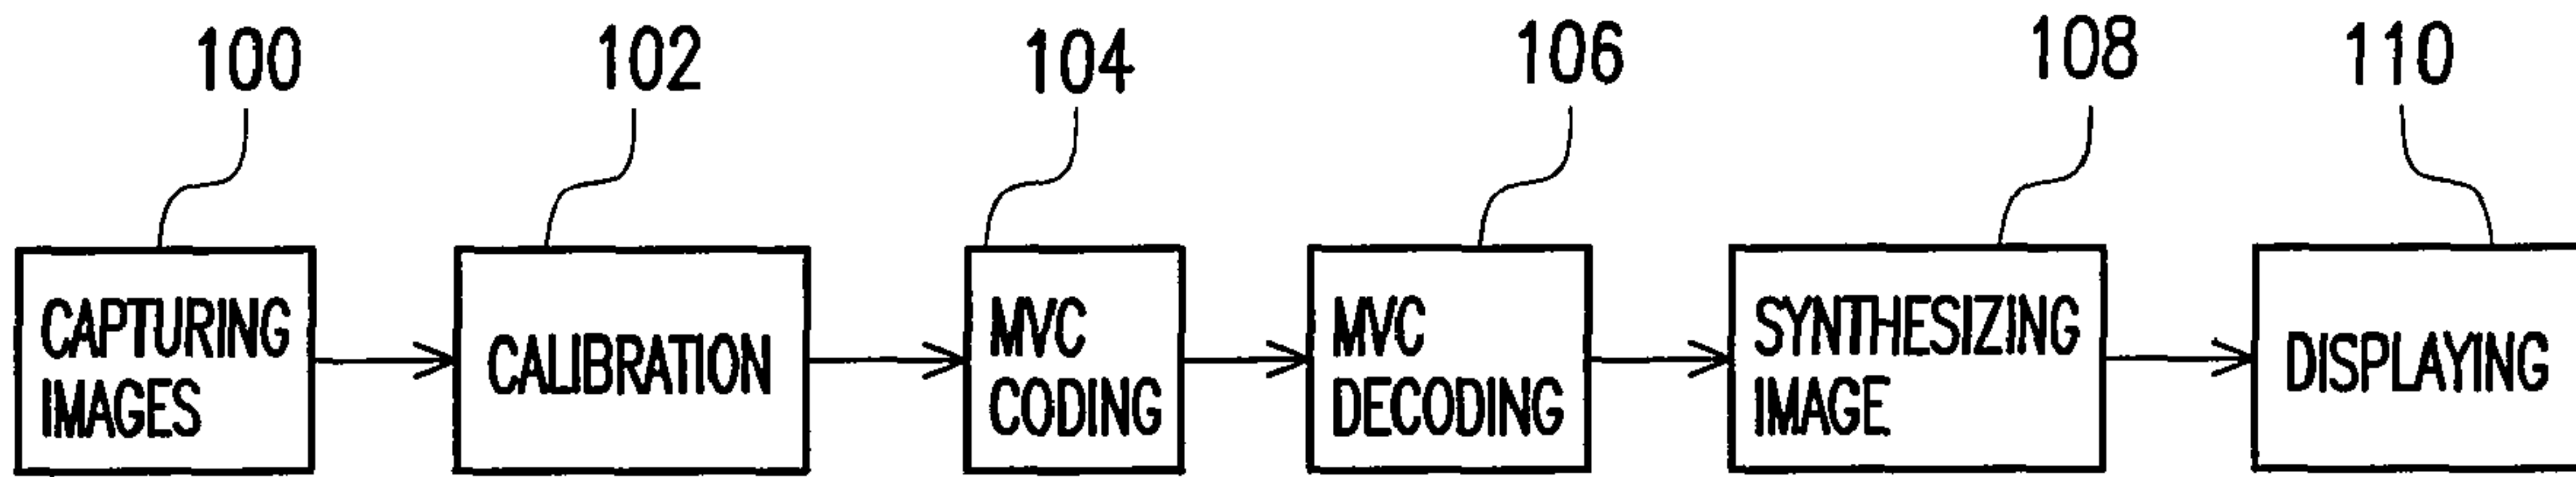 100
102
104
106
108
110
CAPTURING
IMAGES
CALIBRATION
MVC
CODING
MVC
DECODING
SYNTHESIZING
IMAGE
DISPLAYING